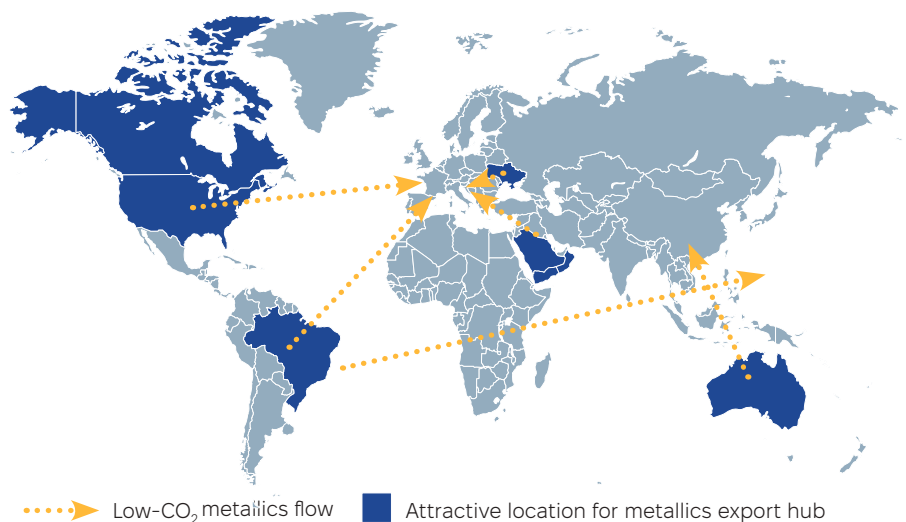 Low-CO₂ metallics flow
Attractive location for metallics export hub